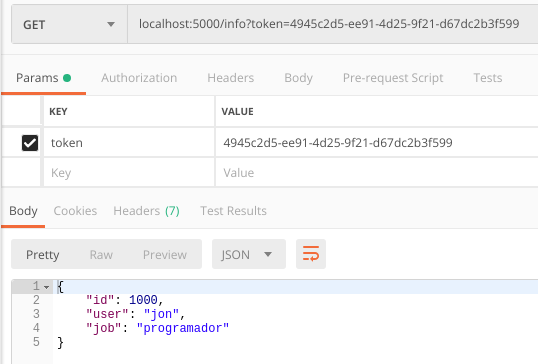 GET localhost:5000/info?token=4945c2d5-ee91-4d25-9f21-d67dc2b3f599
Params Authorization Headers Body Pre-request Script Tests
KEY VALUE
token 4945c2d5-ee91-4d25-9f21-d67dc2b3f599
Key Value
Body Cookies Headers (7) Test Results
Pretty Raw Preview JSON
1 {
2 "id": 1000,
3 "user": "jon",
4 "job": "programador"
5 }